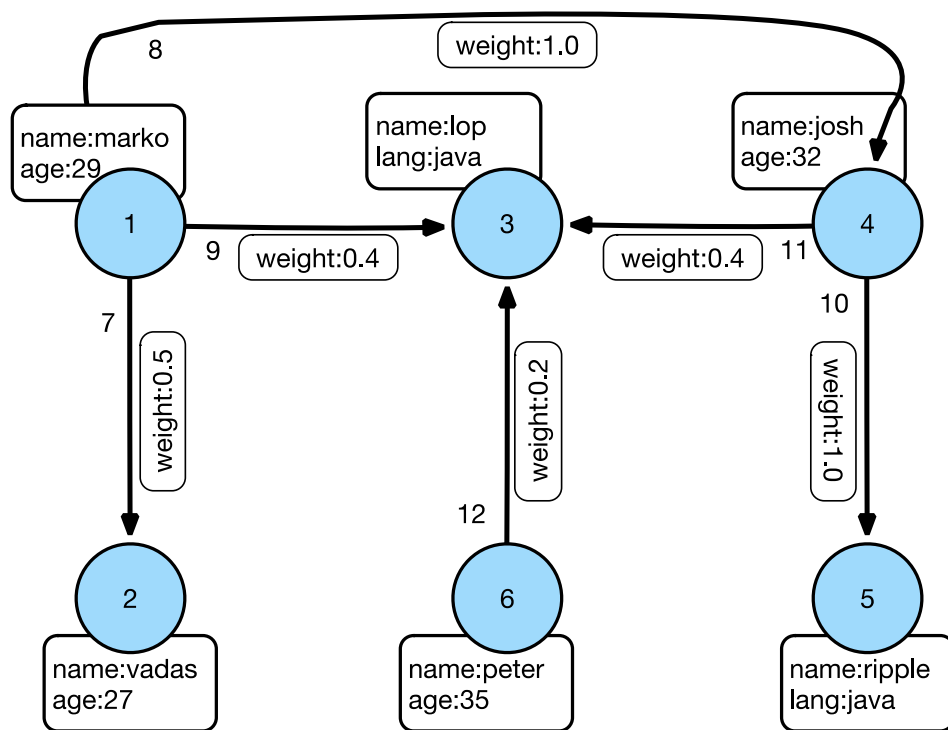 8
weight:1.0
name:marko
age:29
name:lop
lang:java
name:josh
age:32
1
3
4
9
weight:0.4
weight:0.4
11
7
10
weight:0.5
weight:0.2
weight:1.0
12
2
6
5
name:vadas
age:27
name:peter
age:35
name:ripple
lang:java